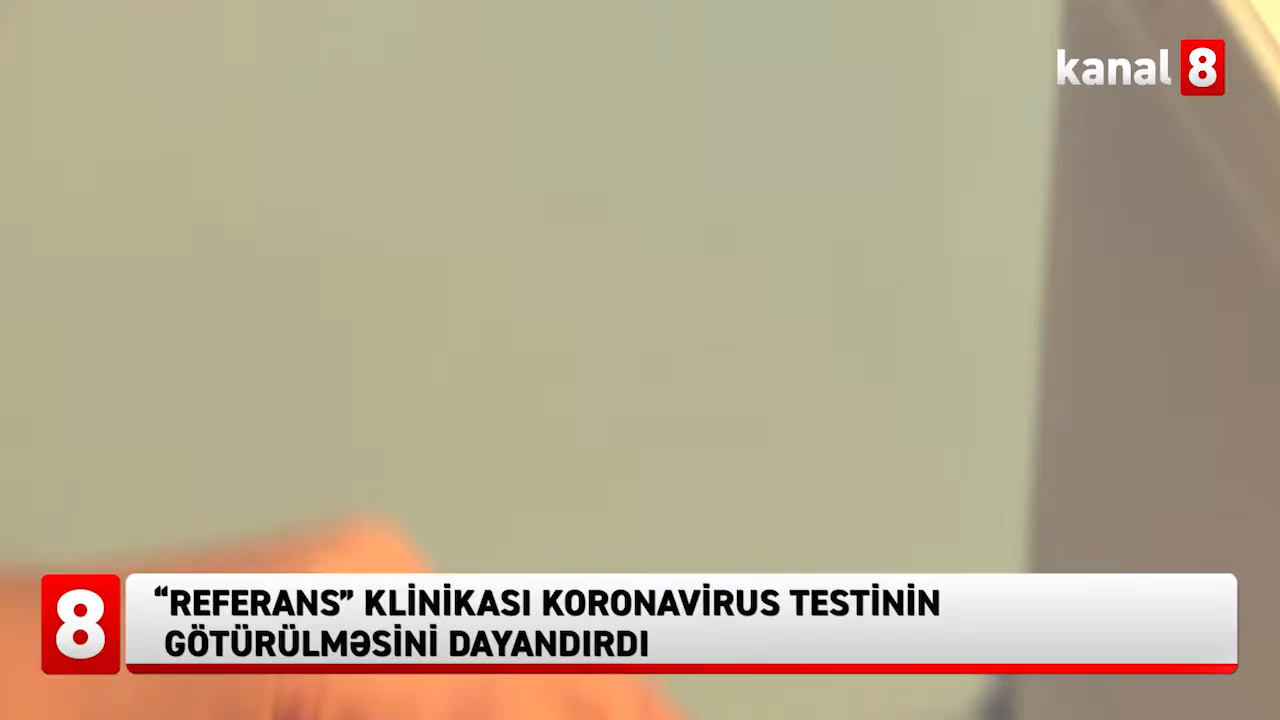 kanal 8
8
“REFERANS” KLİNİKASI KORONAVİRUS TESTİNİN
GÖTÜRÜLMƏSİNİ DAYANDIRDI